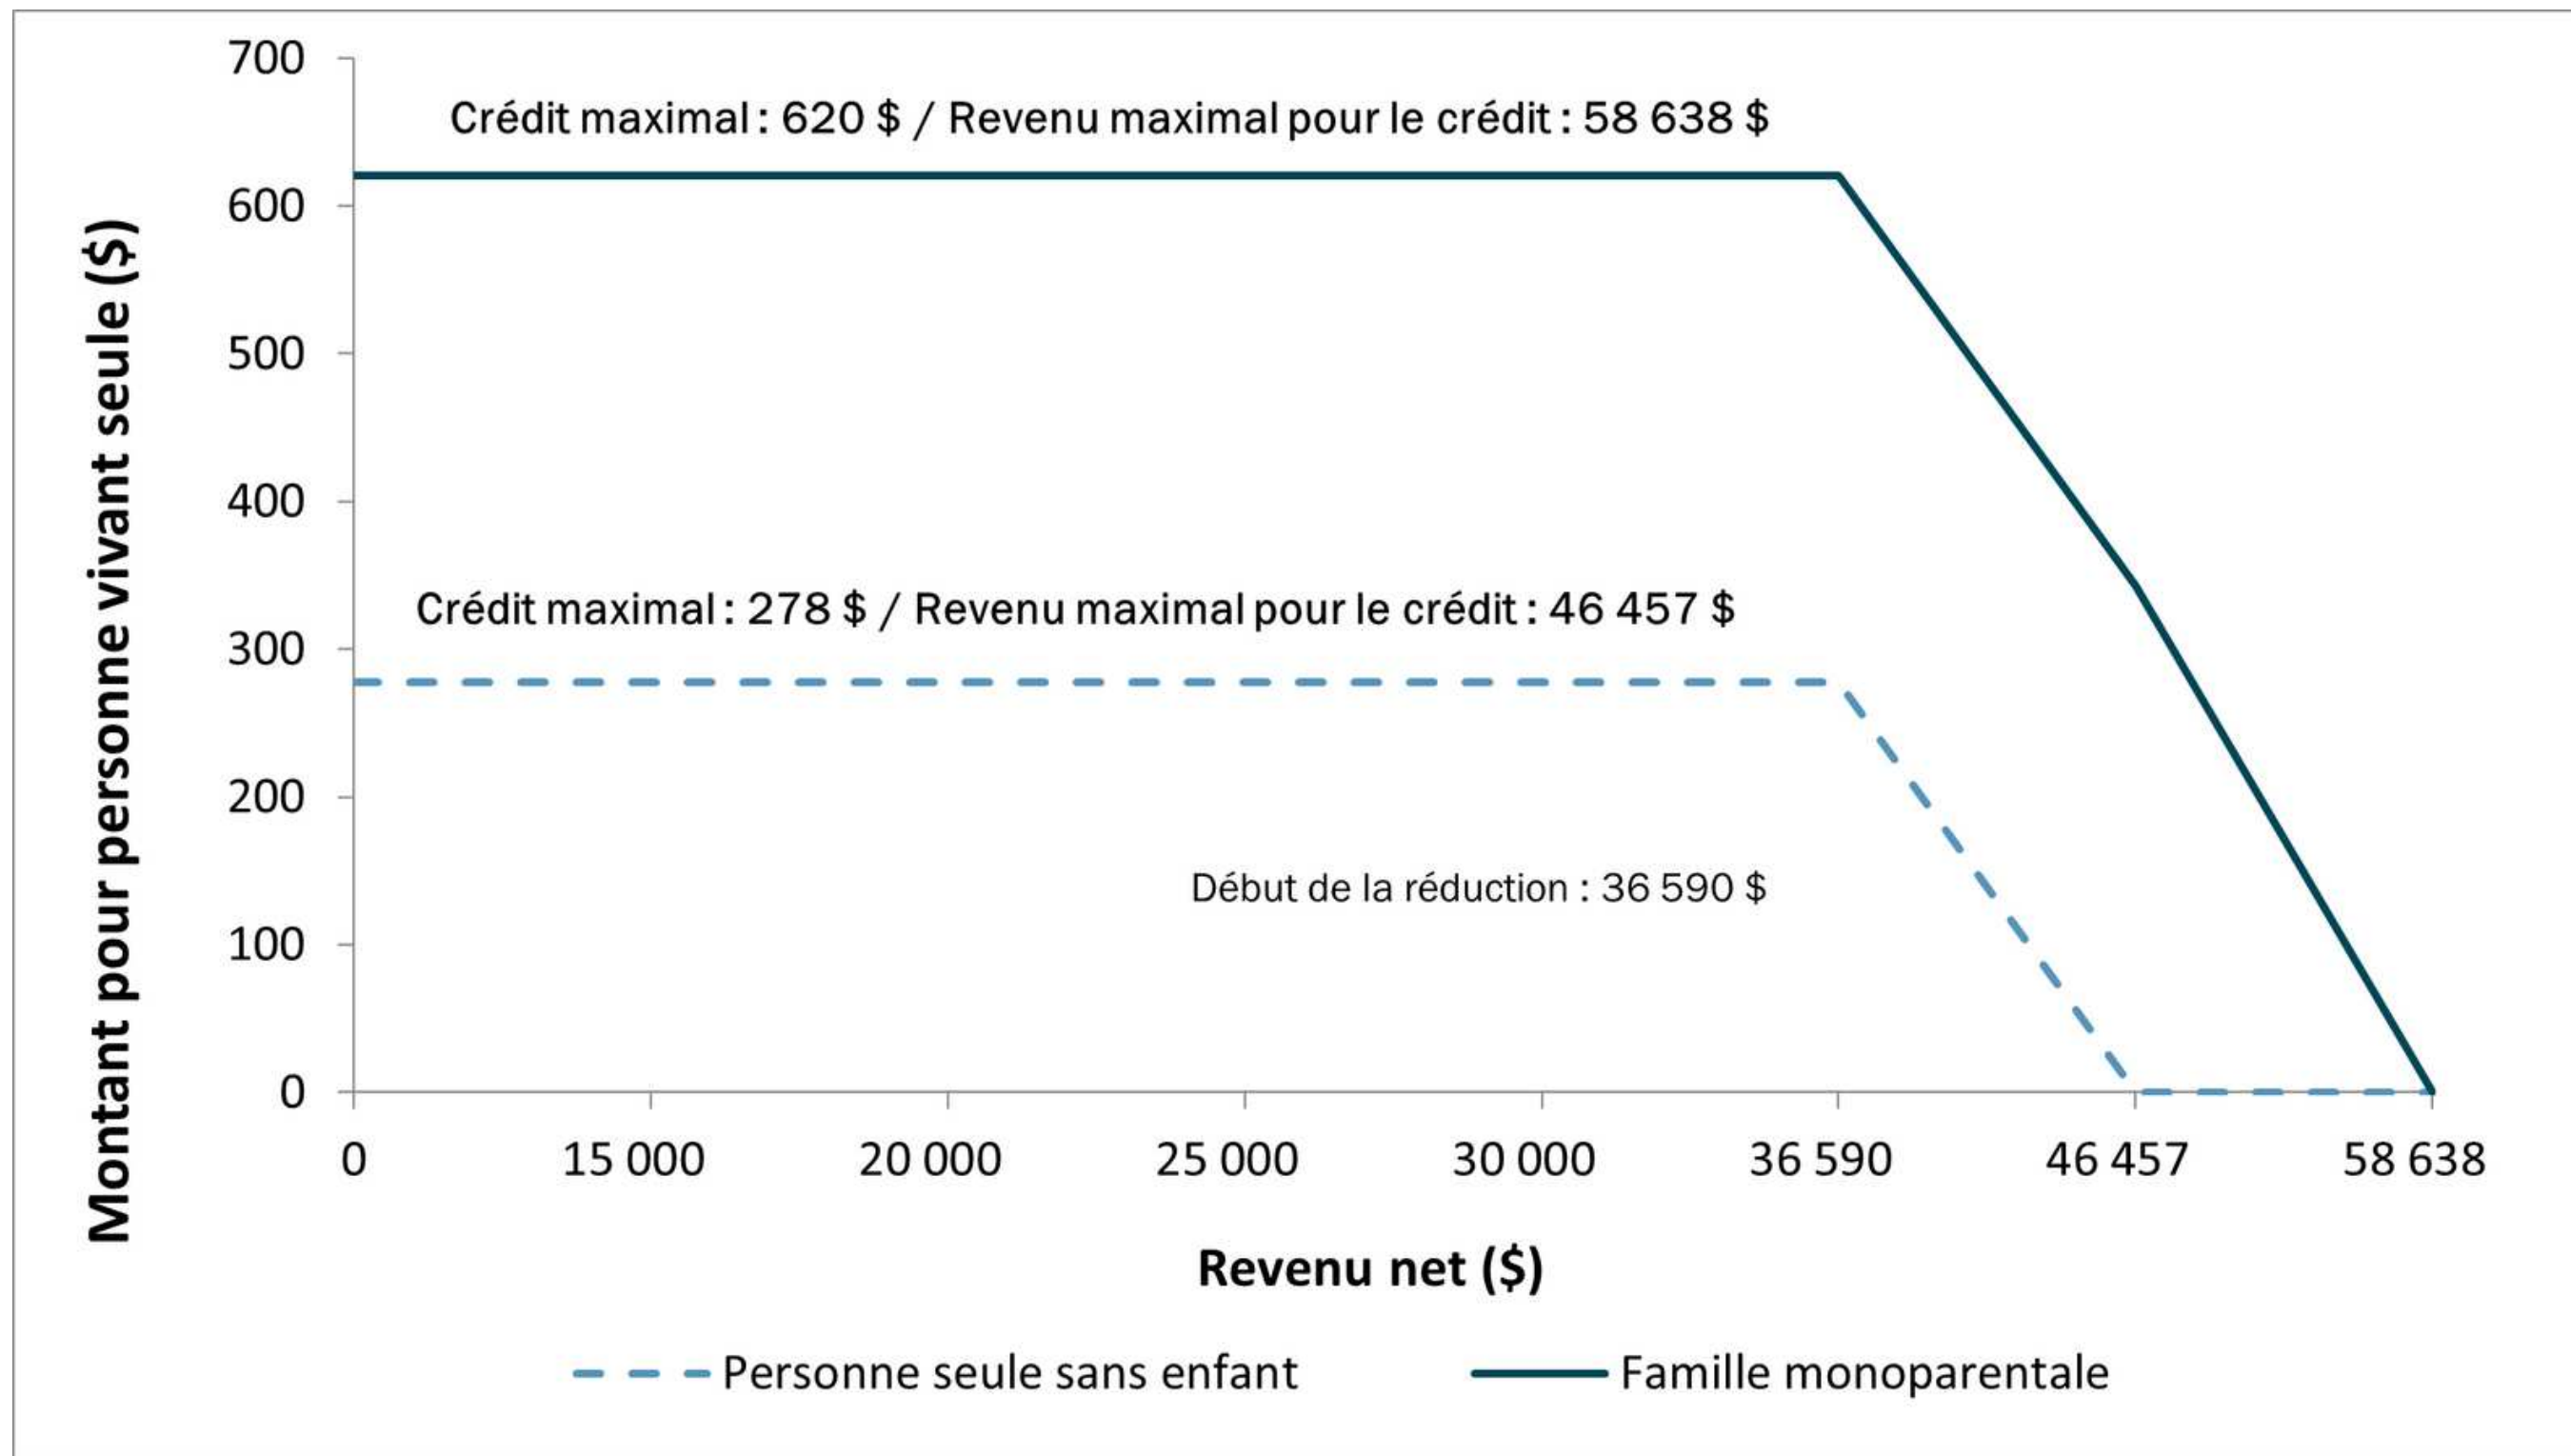 Montant pour personne vivant seule ($)
700
600
500
400
300
200
100
0
Crédit maximal : 620 $ / Revenu maximal pour le crédit : 58 638 $
Crédit maximal : 278 $ / Revenu maximal pour le crédit : 46 457 $
Début de la réduction : 36 590 $
0 15 000 20 000 25 000 30 000 36 590 46 457 58 638
Revenu net ($)
Personne seule sans enfant Famille monoparentale